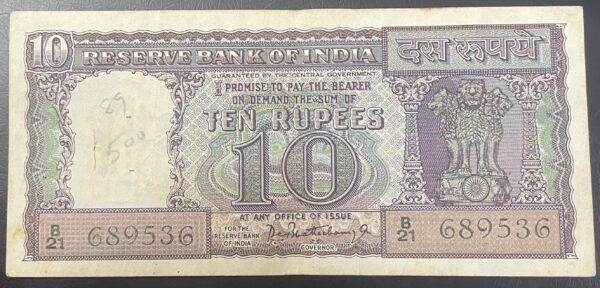 10
RESERVE BANK OF INDIA
दस रुपये
GUARANTEED BY THE CENTRAL GOVERNMENT
I PROMISE TO PAY THE BEARER
ON DEMAND THE SUM OF
TEN RUPEES
10
89
500
AT ANY OFFICE OF ISSUE
FOR THE
RESERVE BANK
OF INDIA
GOVERNOR
B/21 689536
B/21 689536